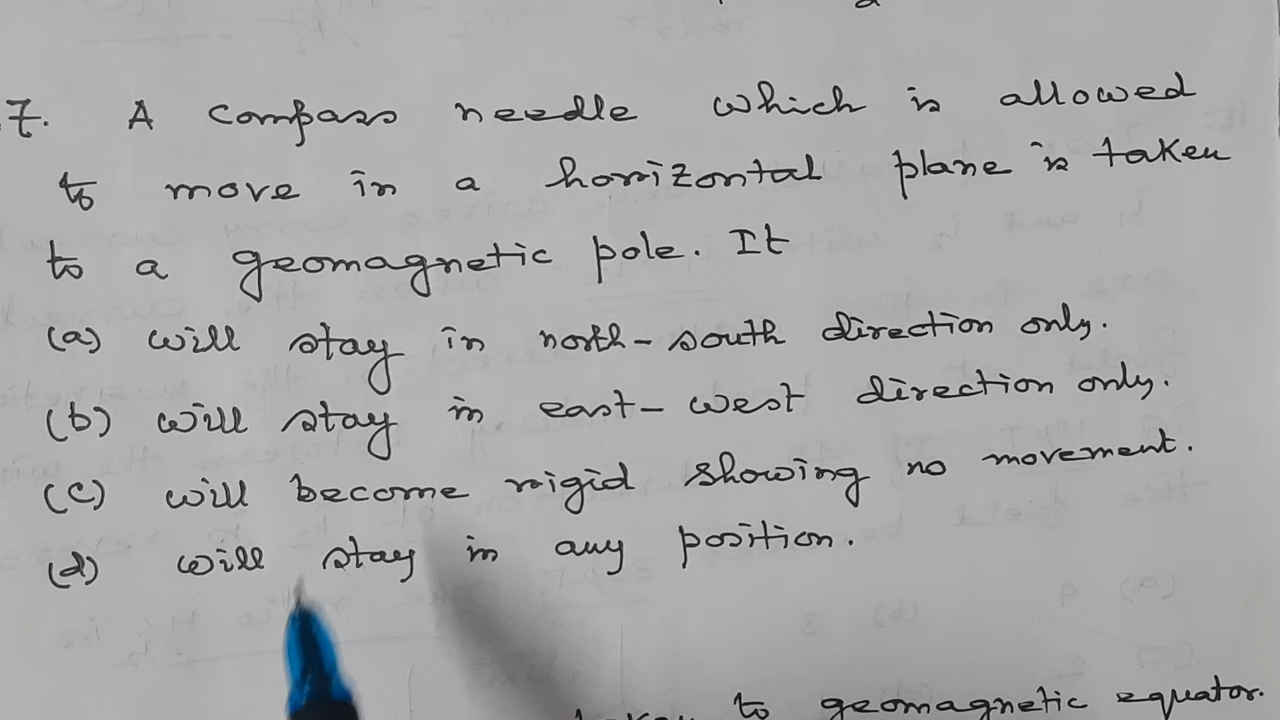 7. A compass needle which is allowed
to move in a horizontal plane is taken
to a geomagnetic pole. It
(a) will stay in north-south direction only.
(b) will stay in east-west direction only.
(c) will become rigid showing no movement.
(d) will stay in any position.
to geomagnetic equator.